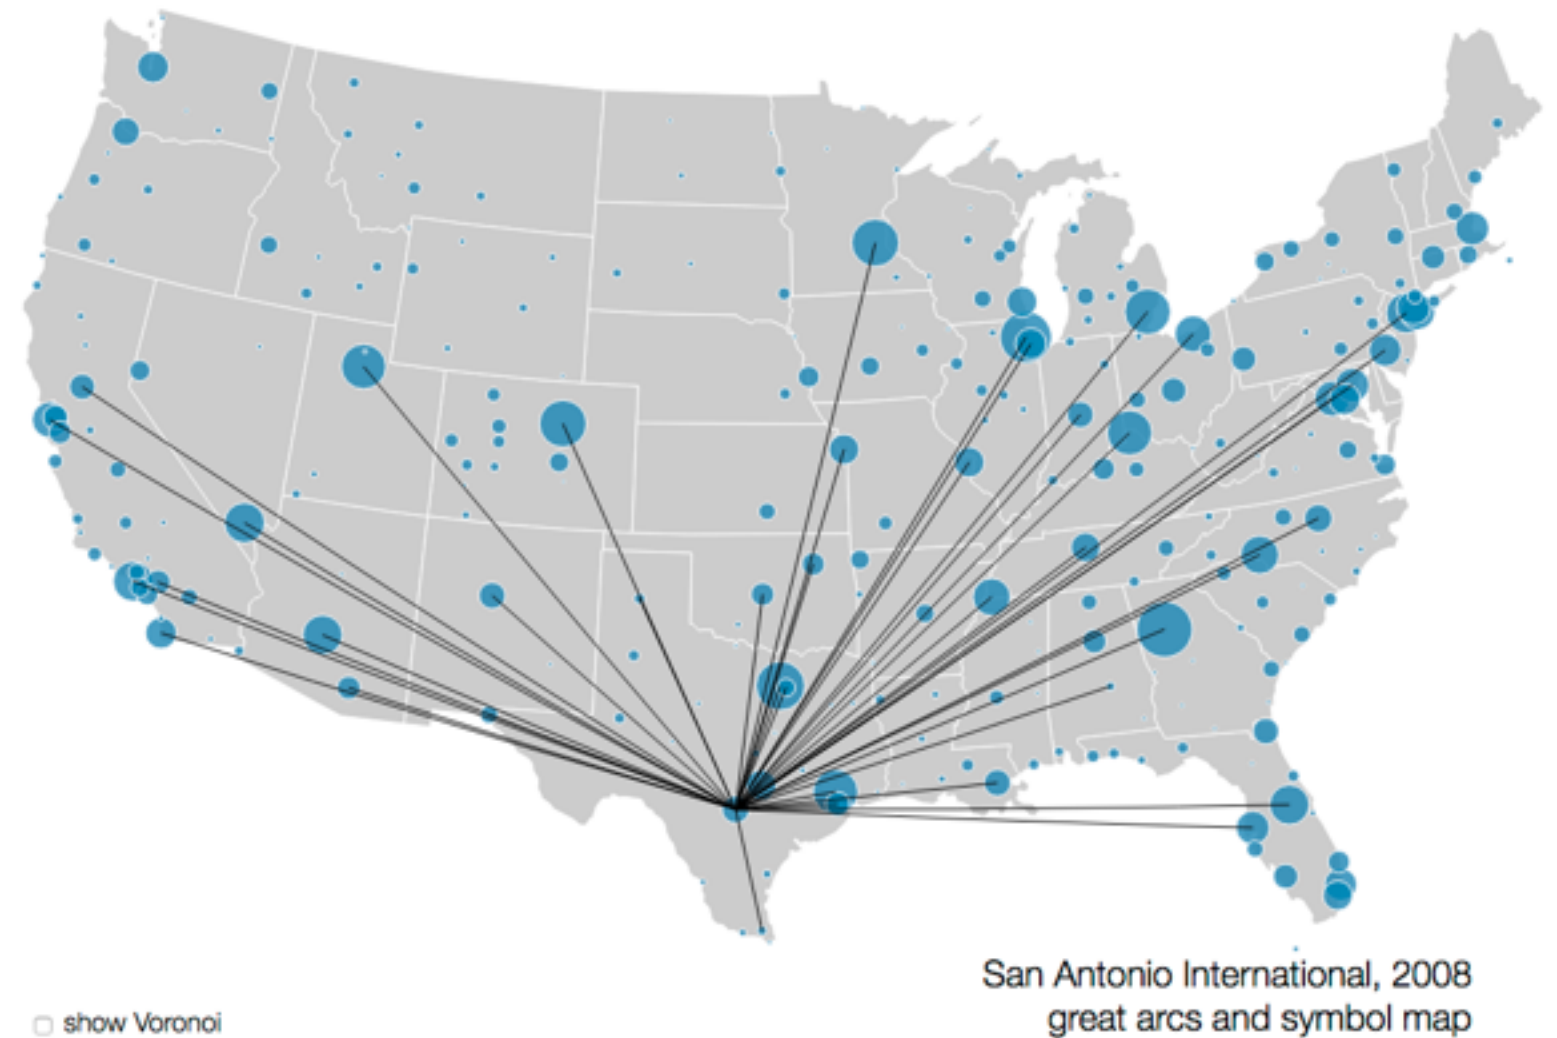 San Antonio International, 2008
great arcs and symbol map
show Voronoi